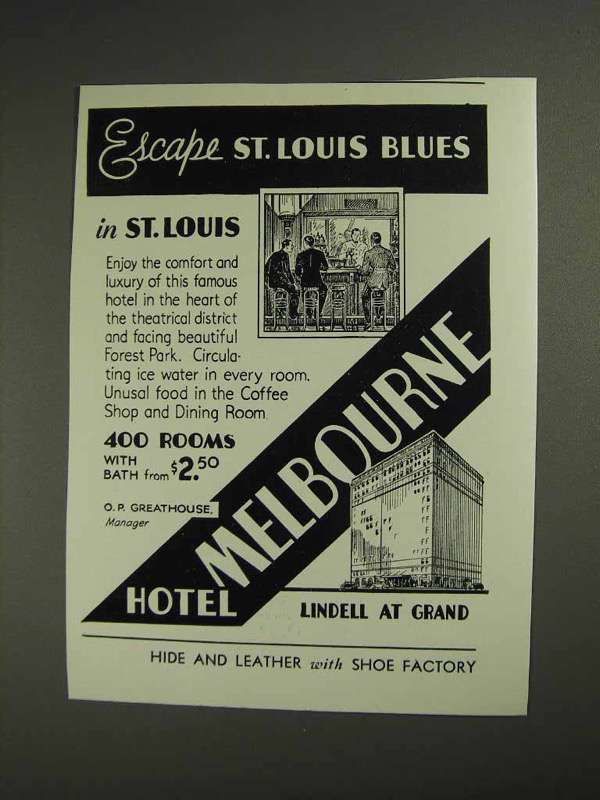 Escape ST. LOUIS BLUES
in ST. LOUIS
Enjoy the comfort and
luxury of this famous
hotel in the heart of
the theatrical district
and facing beautiful
Forest Park. Circula-
ting ice water in every room.
Unusal food in the Coffee
Shop and Dining Room
400 ROOMS
WITH
BATH from $2.50
O. P. GREATHOUSE,
Manager
HOTEL MELBOURNE
LINDELL AT GRAND
HIDE AND LEATHER with SHOE FACTORY